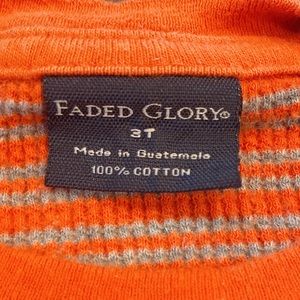 FADED GLORY®
3T
Made in Guatemala
100% COTTON